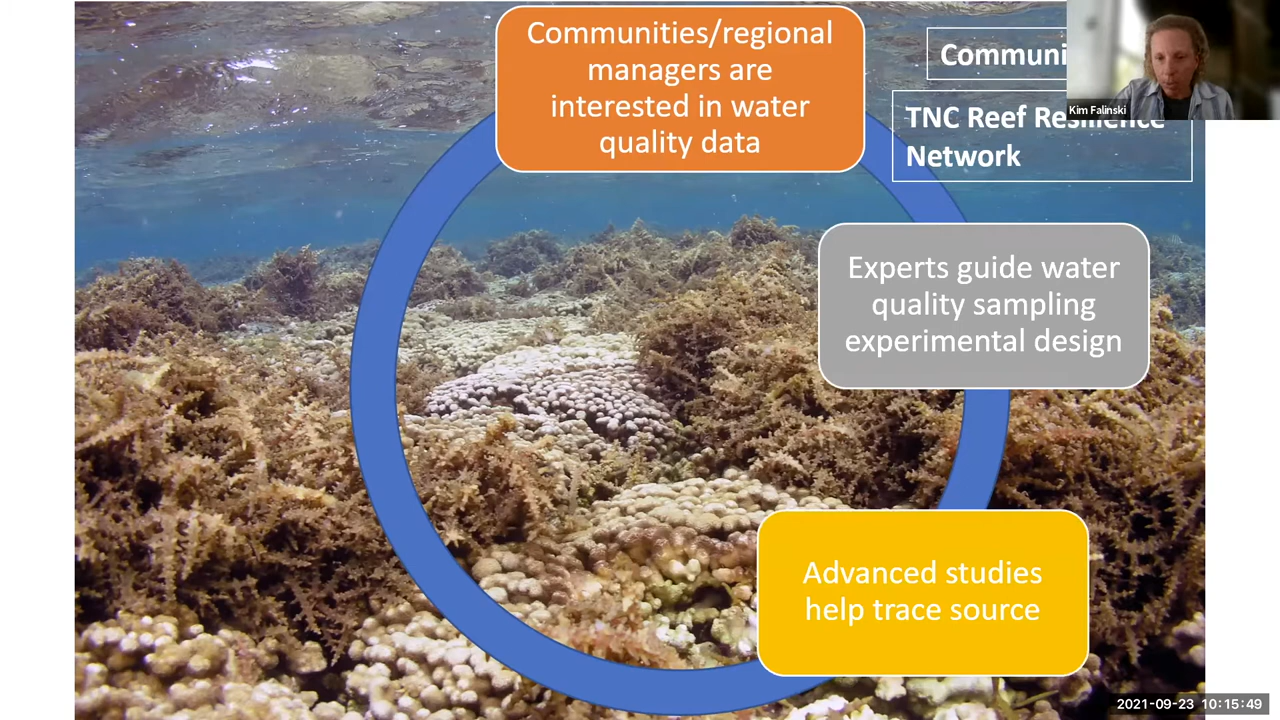 Communities/regional
managers are
interested in water
quality data
Kim Falinski
TNC Reef Resilience
Network
Experts guide water
quality sampling
experimental design
Advanced studies
help trace source
2021-09-23 10:15:49